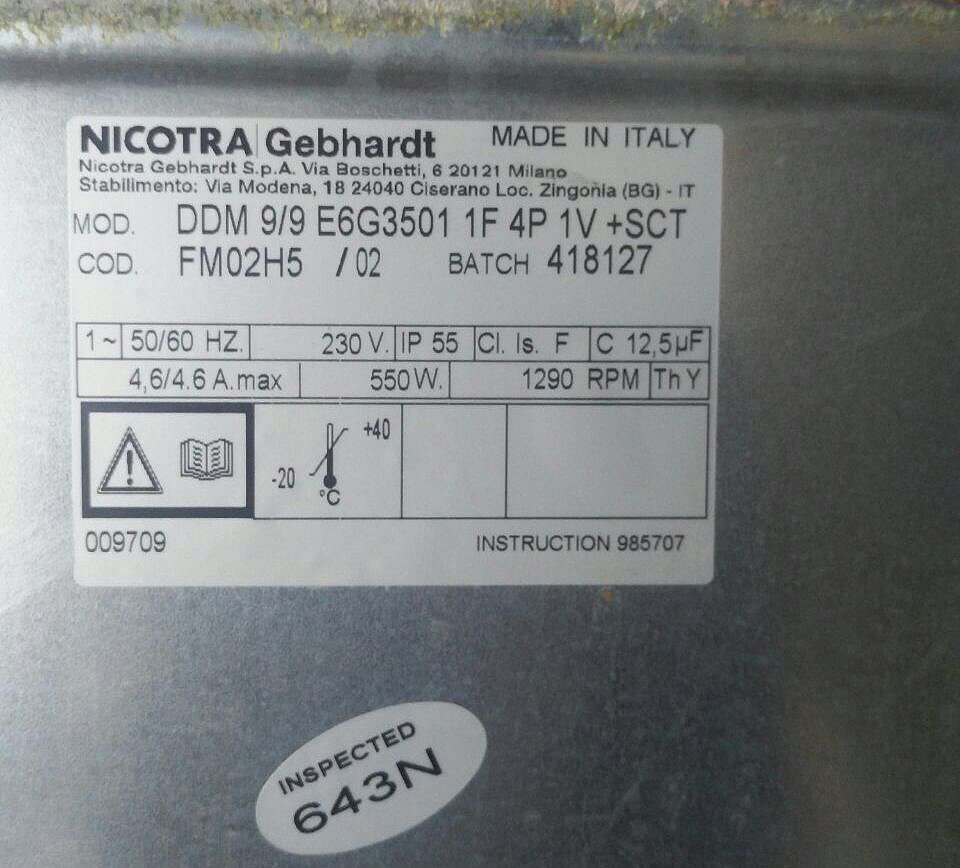 NICOTRA Gebhardt MADE IN ITALY
Nicotra Gebhardt S.p.A. Via Boschetti, 6 20121 Milano
Stabilimento: Via Modena, 18 24040 Ciserano Loc. Zingonia (BG) - IT
MOD. DDM 9/9 E6G3501 1F 4P 1V +SCT
COD. FM02H5 /02 BATCH 418127
1~ 50/60 HZ. 230 V. IP 55 Cl. Is. F C 12,5µF
4,6/4.6 A.max 550W. 1290 RPM Th Y
+40
-20
°C
009709 INSTRUCTION 985707
INSPECTED
643N